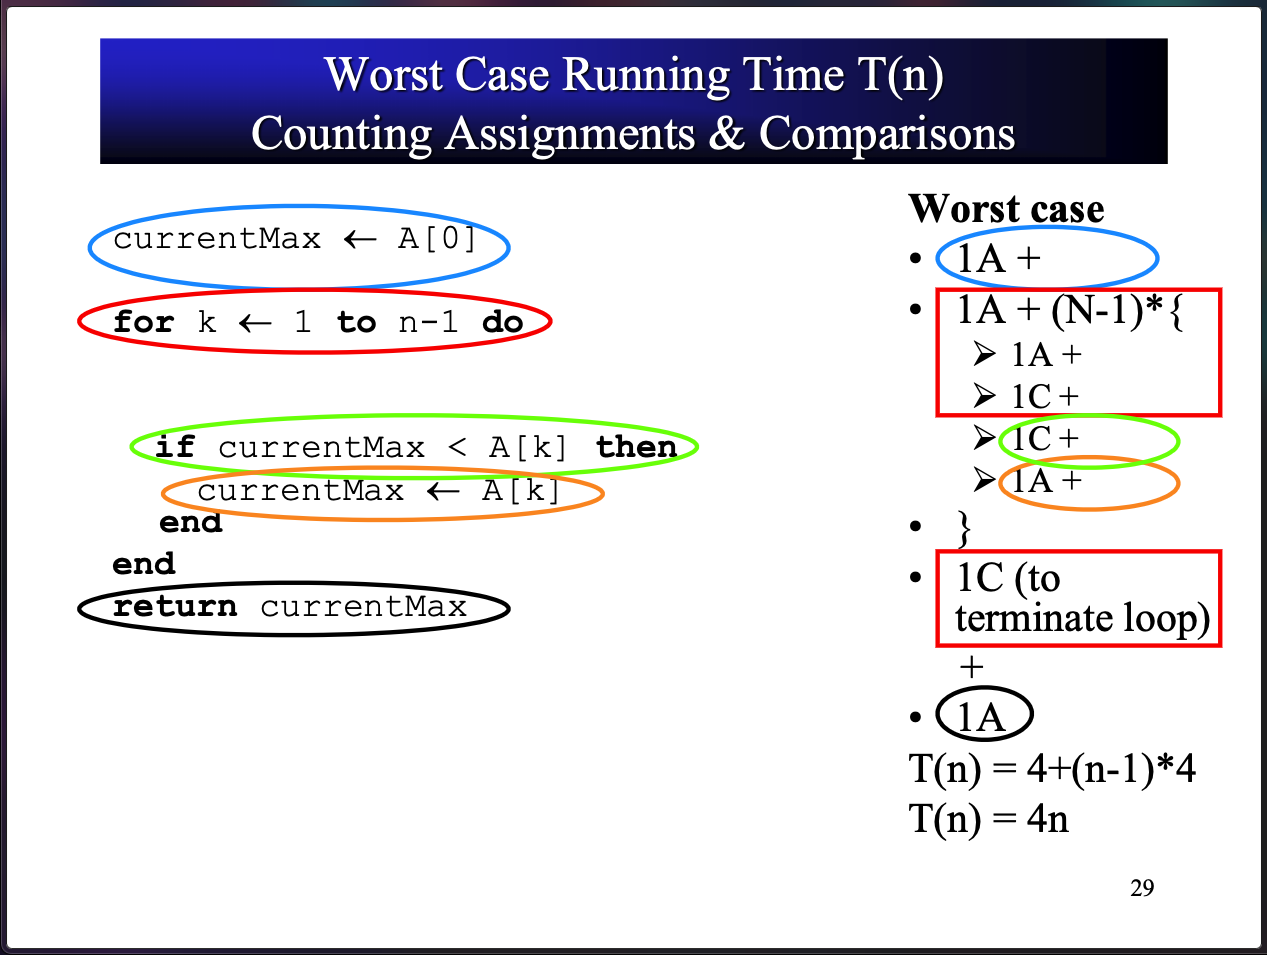 Worst Case Running Time T(n)
Counting Assignments & Comparisons
currentMax ← A[0]
for k ← 1 to n-1 do
if currentMax < A[k] then
currentMax ← A[k]
end
end
return currentMax
Worst case
• 1A +
• 1A + (N-1)*{
➢ 1A +
➢ 1C +
➢ 1C +
➢ 1A +
• }
• 1C (to
terminate loop)
+
• 1A
T(n) = 4+(n-1)*4
T(n) = 4n
29